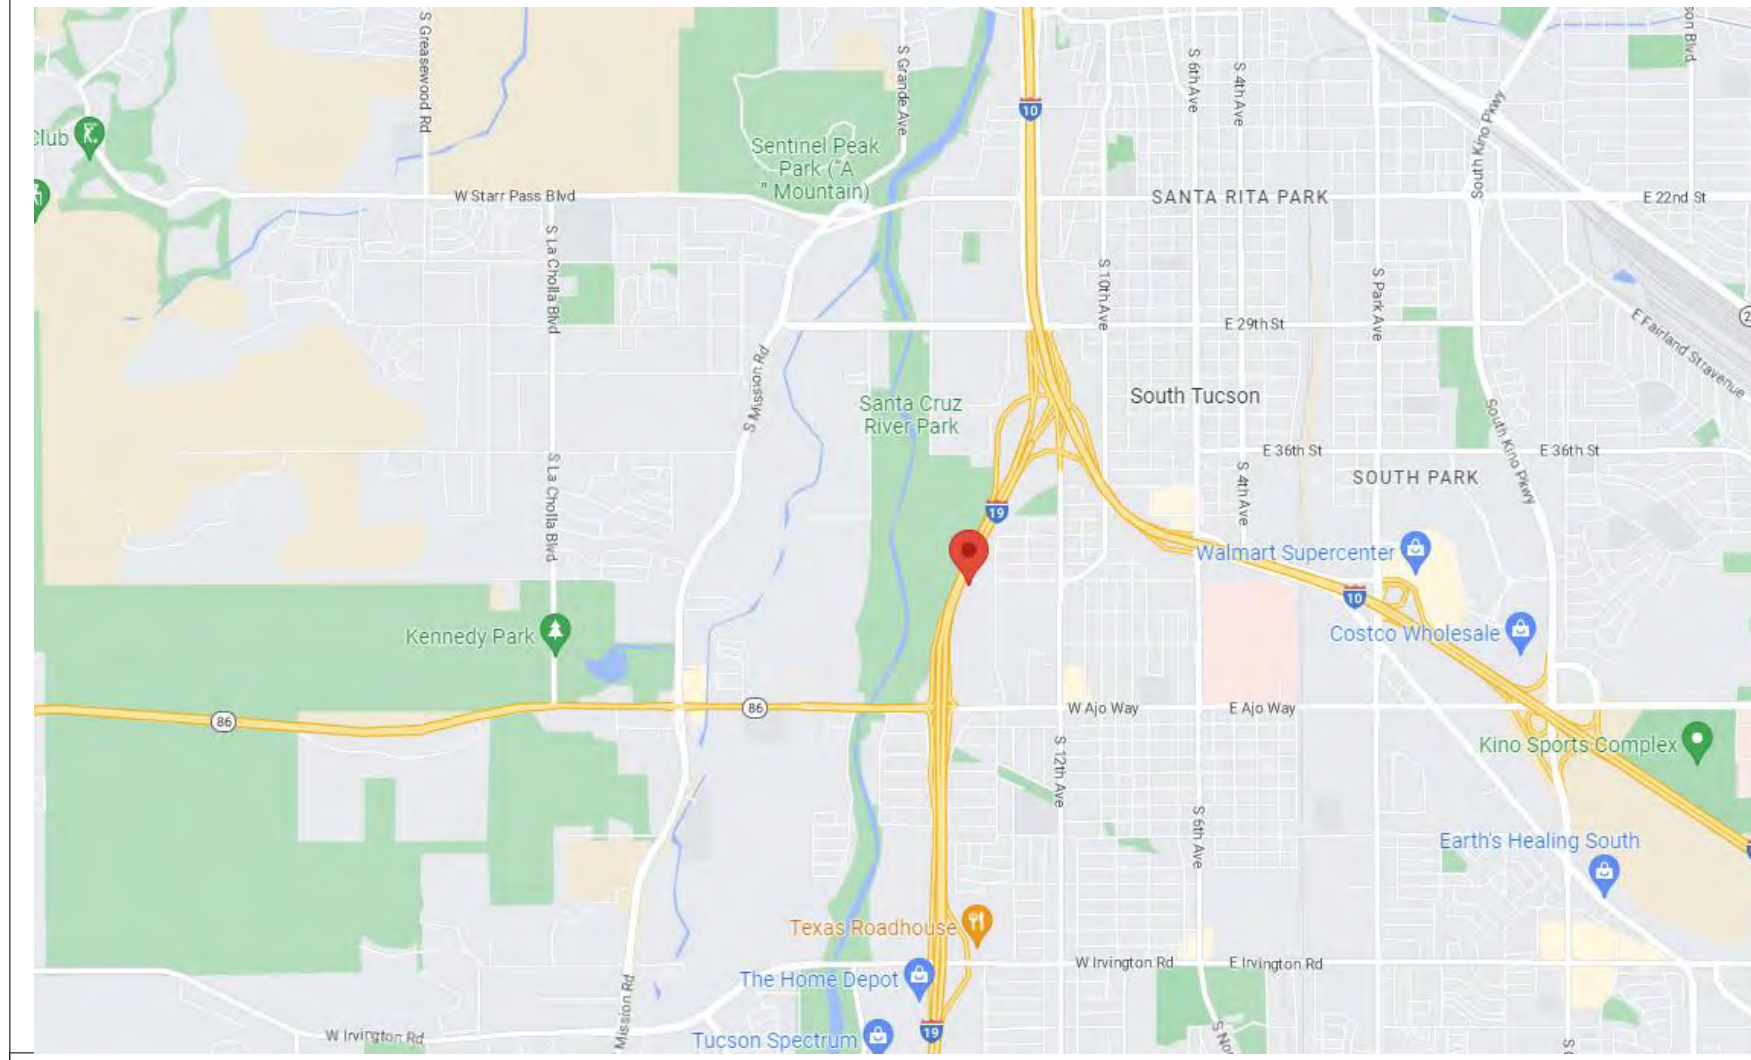 S Greasewood Rd
S Grande Ave
10
S 6th Ave
S 4th Ave
South Kino Pkwy
son Blvd
club
Sentinel Peak
Park ("A
" Mountain)
W Starr Pass Blvd
SANTA RITA PARK
E 22nd St
S La Cholla Blvd
S 10th Ave
S Park Ave
E 29th St
E Fairland Stravenue
2
S Mission Rd
Santa Cruz
River Park
South Tucson
South Kino Pkwy
S La Cholla Blvd
E 36th St
E 36th St
SOUTH PARK
S 4th Ave
19
Walmart Supercenter
10
Kennedy Park
Costco Wholesale
86
86
W Ajo Way
E Ajo Way
S 12th Ave
Kino Sports Complex
S 6th Ave
Earth's Healing South
Texas Roadhouse
W Irvington Rd
E Irvington Rd
The Home Depot
Mission Rd
19
W Irvington Rd
Tucson Spectrum
S No
S